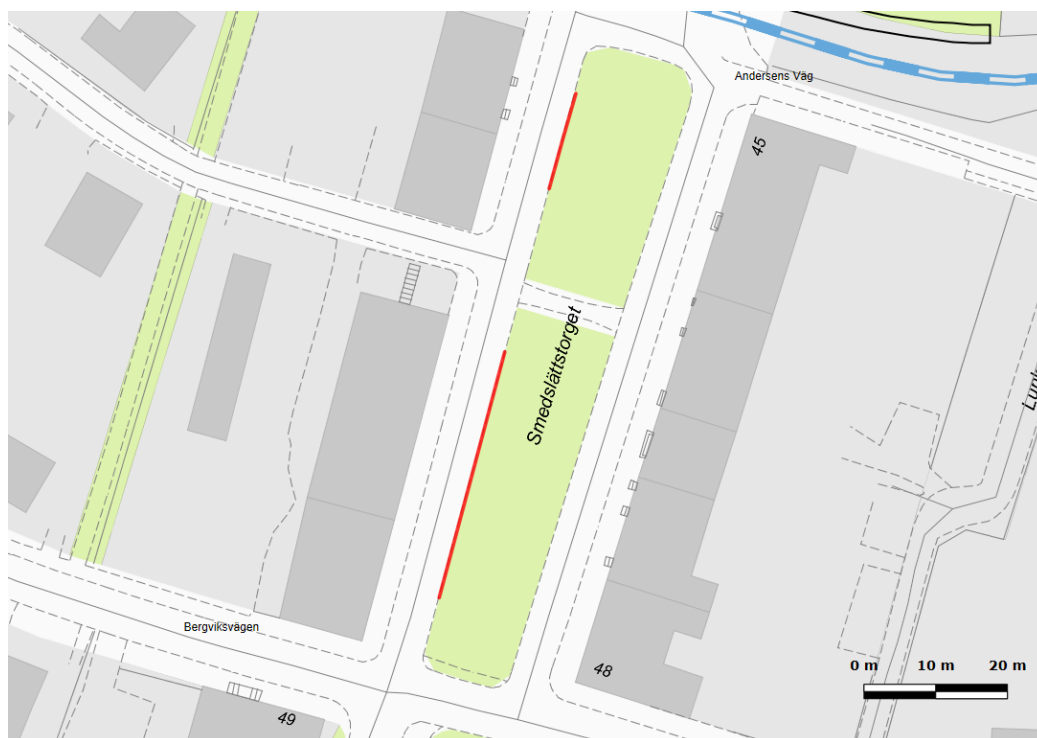 Andersens Väg
45
Smedslättstorget
Bergviksvägen
48
49
0 m 10 m 20 m